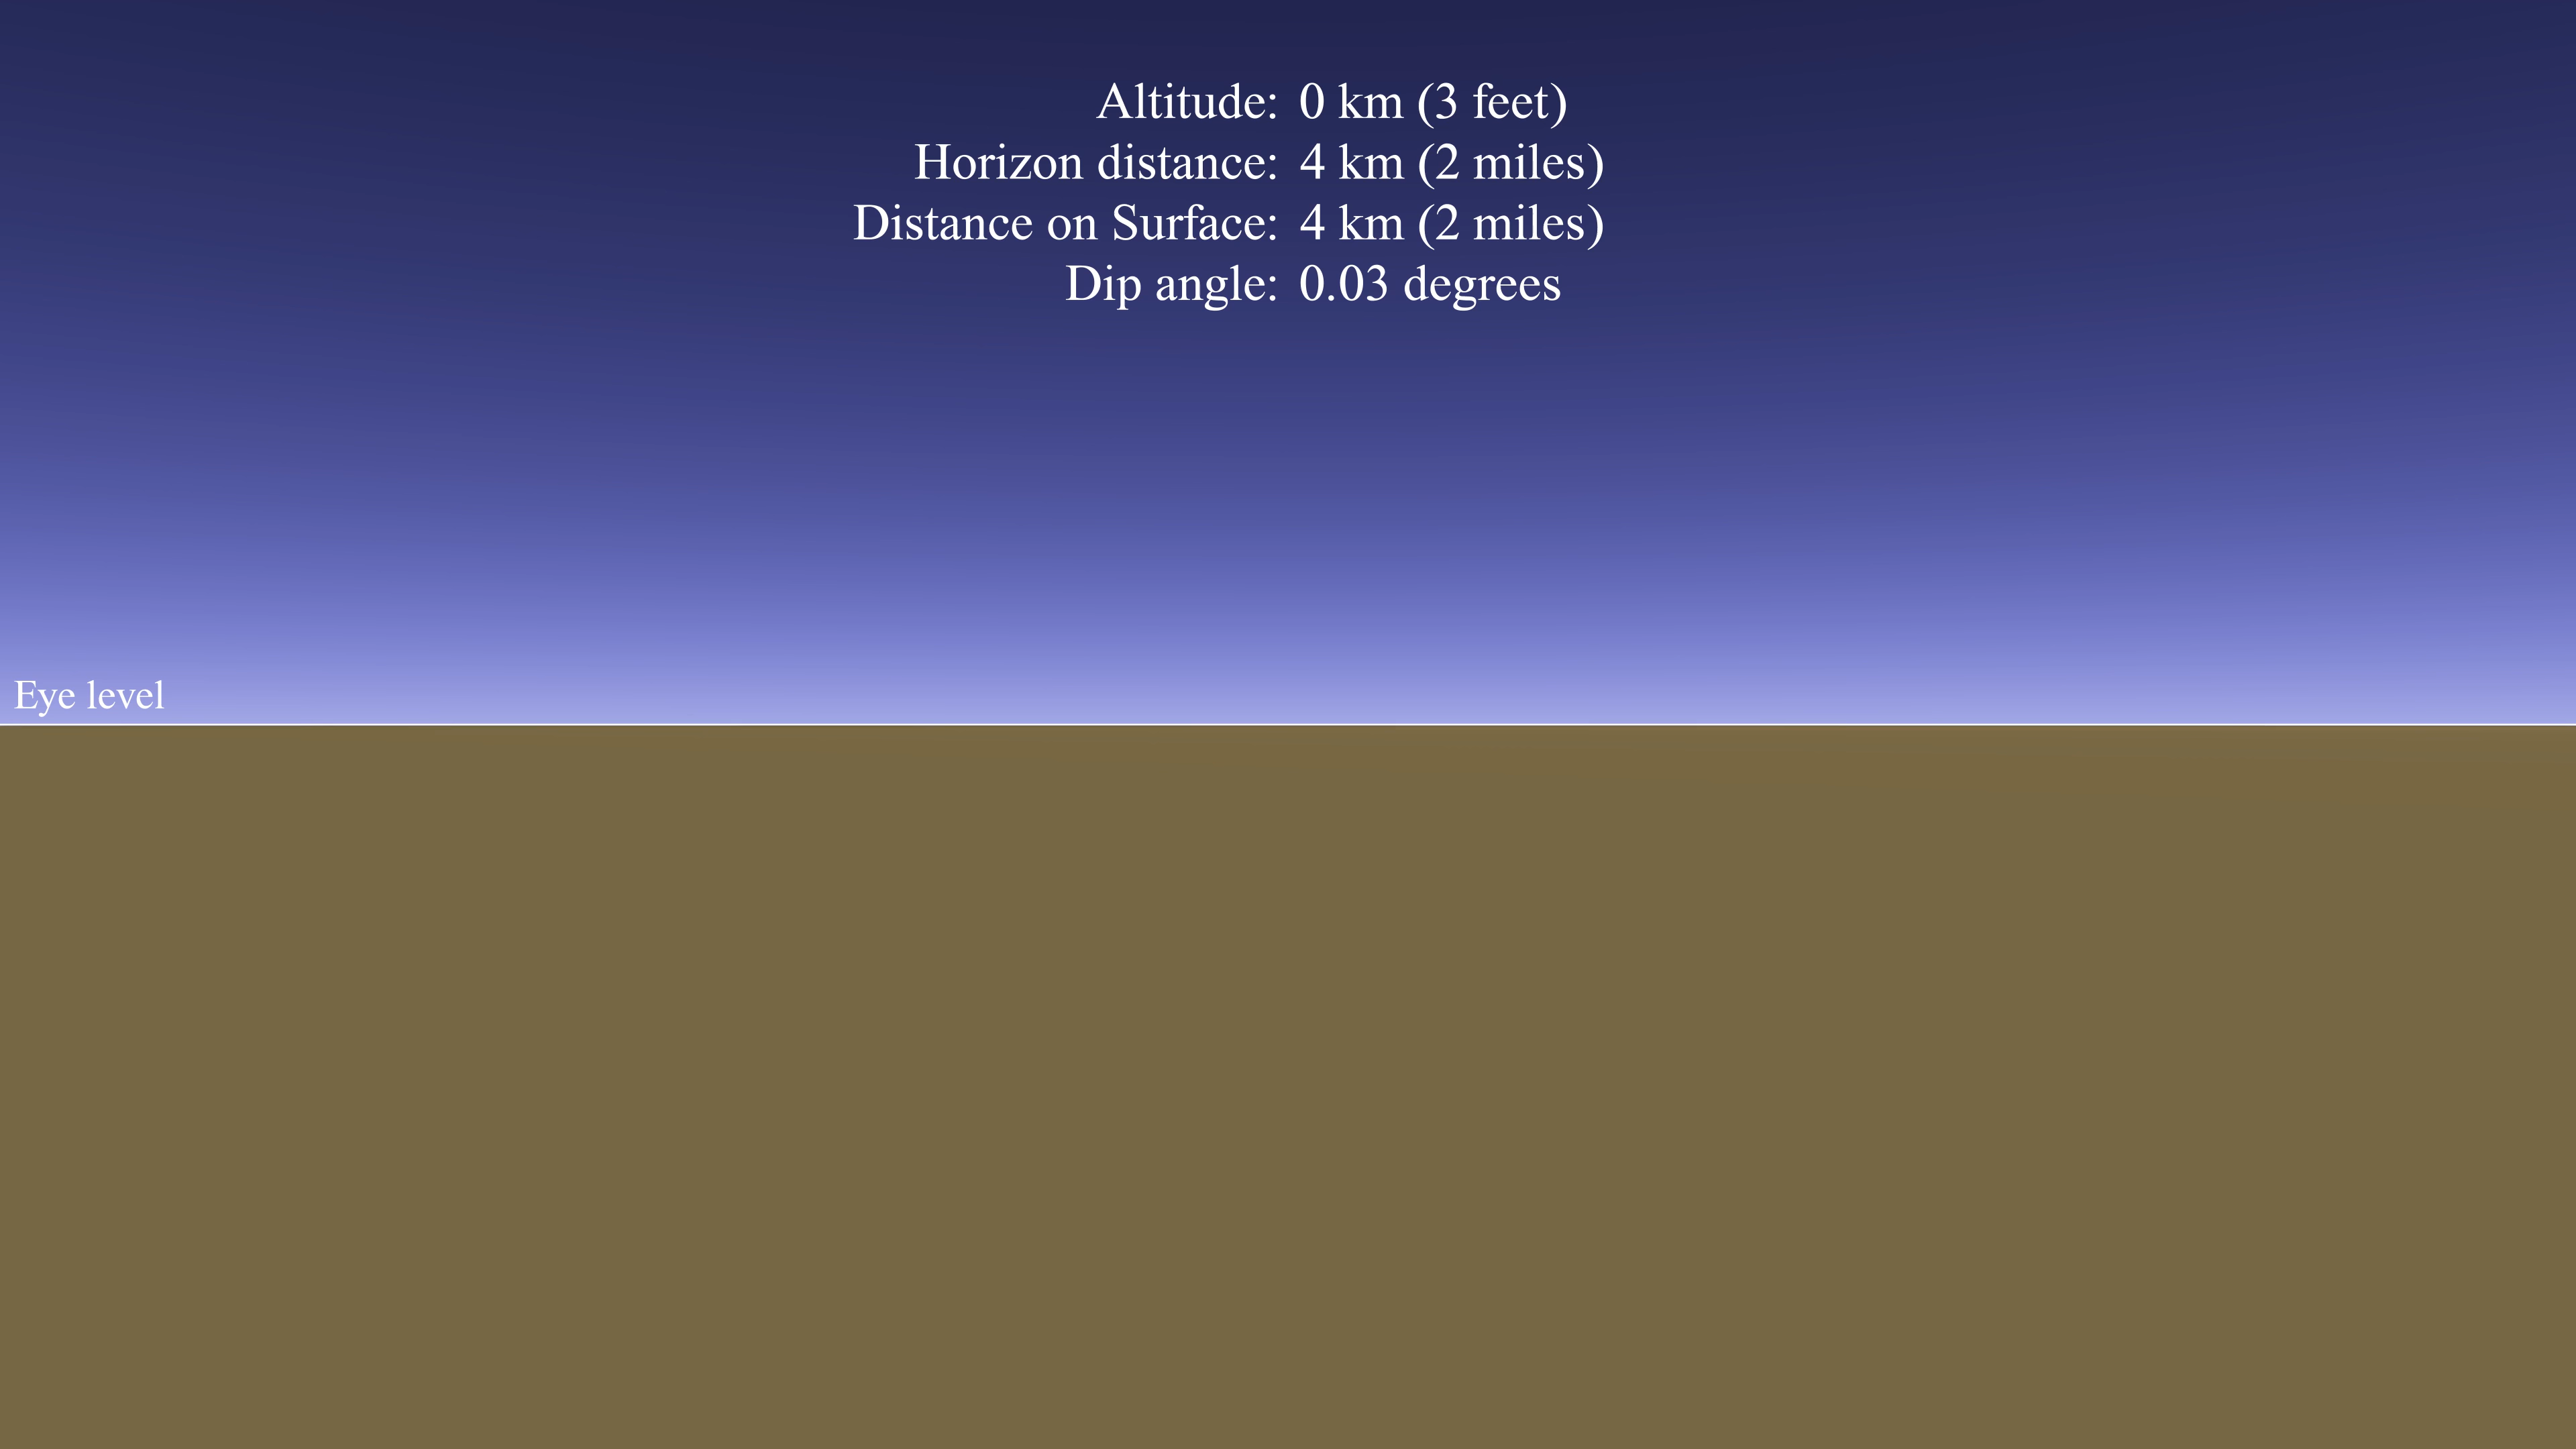 Altitude: 0 km (3 feet)
Horizon distance: 4 km (2 miles)
Distance on Surface: 4 km (2 miles)
Dip angle: 0.03 degrees
Eye level